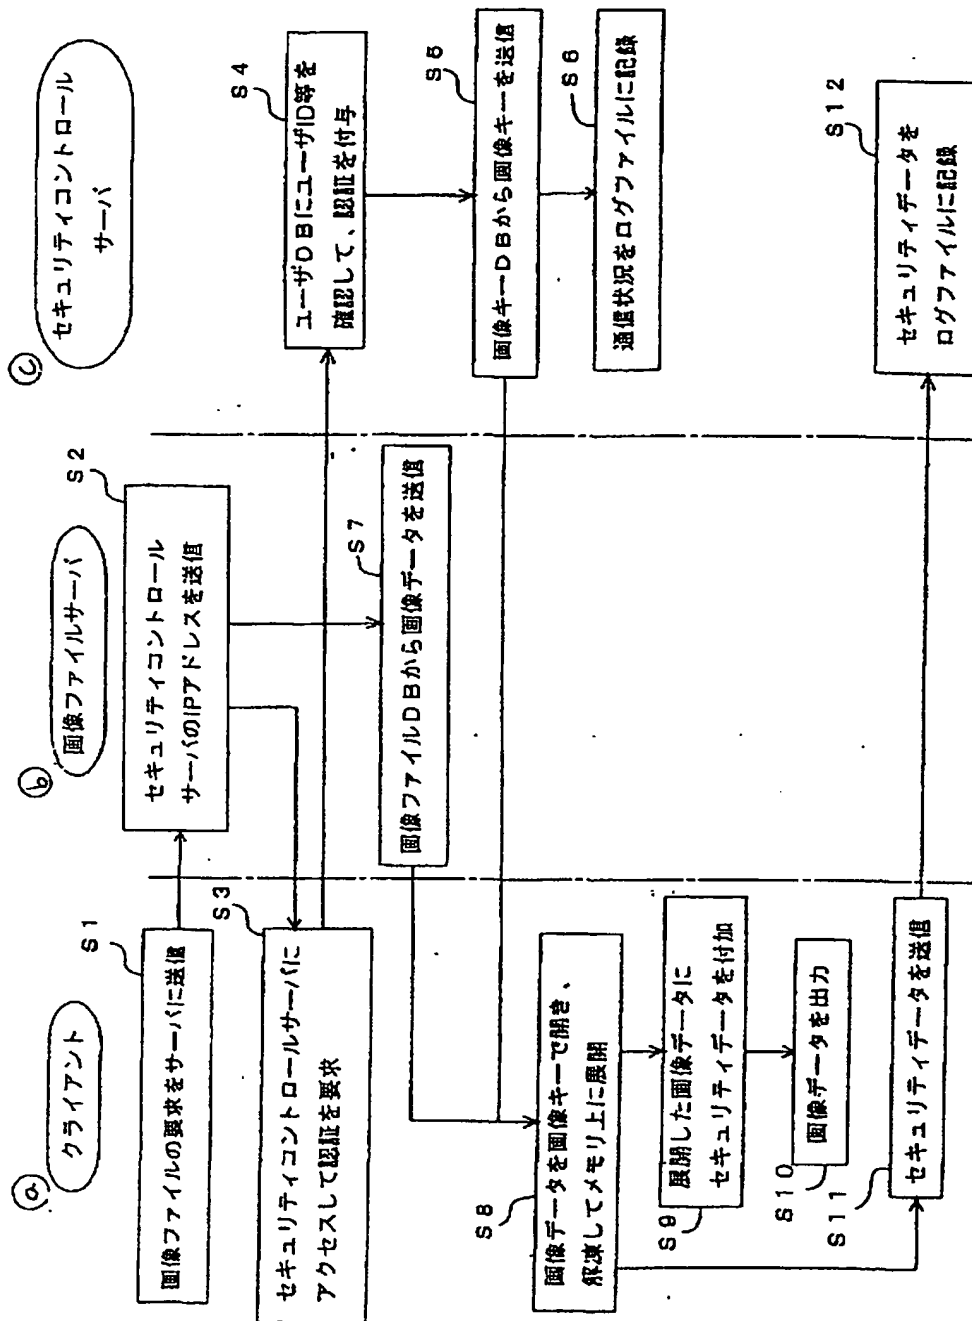 ⓐ
クライアント
ⓑ
画像ファイルサーバ
ⓒ
セキュリティコントロール
サーバ
S1
画像ファイルの要求をサーバに送信
S2
セキュリティコントロール
サーバのIPアドレスを送信
S3
セキュリティコントロールサーバに
アクセスして認証を要求
S4
ユーザDBにユーザID等を
確認して、認証を付与
S5
画像キーDBから画像キーを送信
S6
通信状況をログファイルに記録
S7
画像ファイルDBから画像データを送信
S8
画像データを画像キーで開き、
解凍してメモリ上に展開
S9
展開した画像データに
セキュリティデータを付加
S10
画像データを出力
S11
セキュリティデータを送信
S12
セキュリティデータを
ログファイルに記録